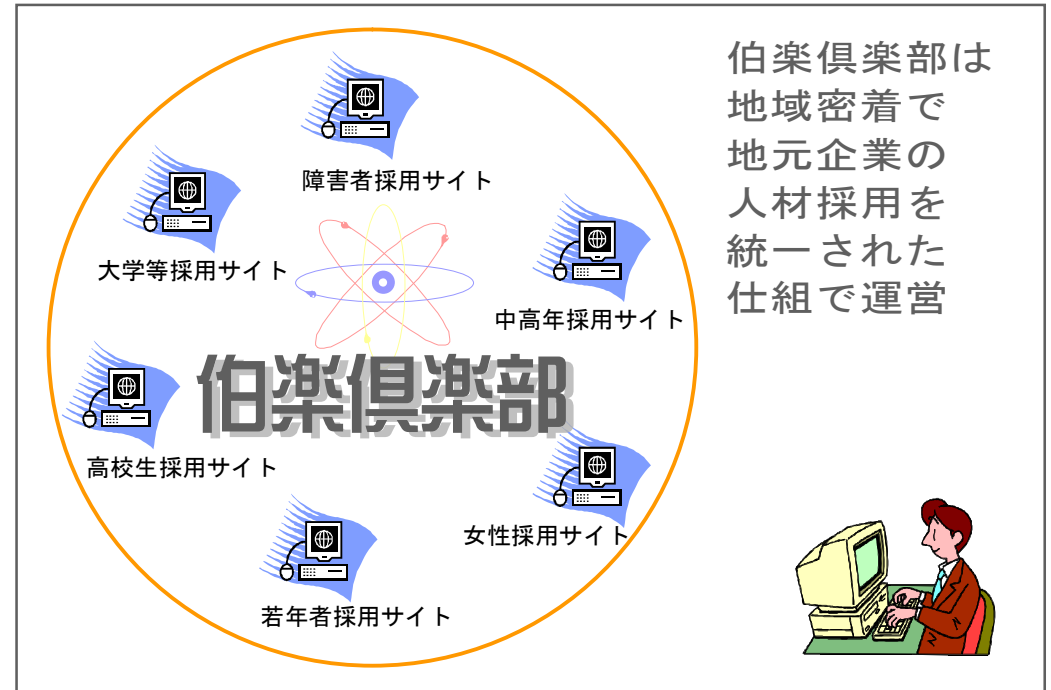 障害者採用サイト
大学等採用サイト
中高年採用サイト
伯楽倶楽部
高校生採用サイト
女性採用サイト
若年者採用サイト
伯楽倶楽部は
地域密着で
地元企業の
人材採用を
統一された
仕組で運営